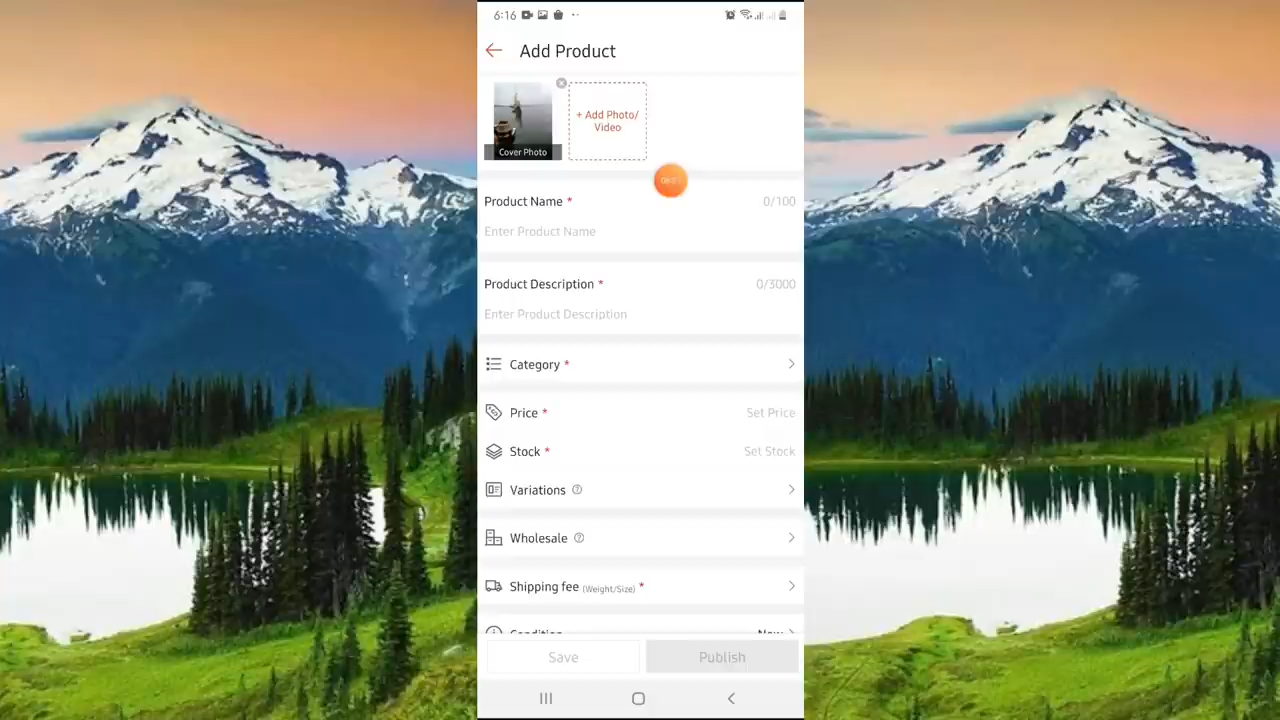 6:16
Add Product
+ Add Photo/
Video
Cover Photo
Product Name * 0/100
Enter Product Name
Product Description * 0/3000
Enter Product Description
Category *
Price * Set Price
Stock * Set Stock
Variations ?
Wholesale ?
Shipping fee (Weight/Size) *
Condition New
Save Publish